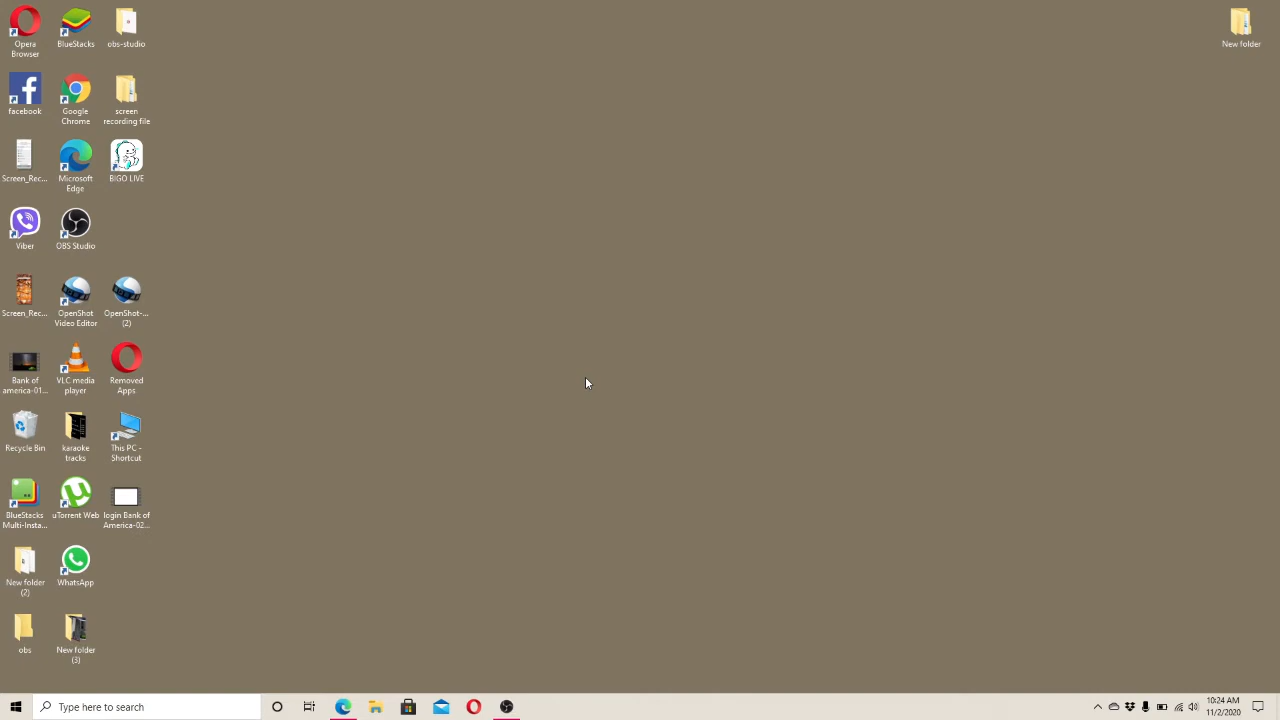 Opera
Browser
BlueStacks
obs-studio
New folder
facebook
Google
Chrome
screen
recording file
Screen_Rec...
Microsoft
Edge
BIGO LIVE
Viber
OBS Studio
Screen_Rec...
OpenShot
Video Editor
OpenShot-...
(2)
Bank of
america-01...
VLC media
player
Removed
Apps
Recycle Bin
karaoke
tracks
This PC -
Shortcut
BlueStacks
Multi-Insta...
uTorrent Web
login Bank of
America-02...
New folder
(2)
WhatsApp
obs
New folder
(3)
Type here to search
10:24 AM
11/2/2020